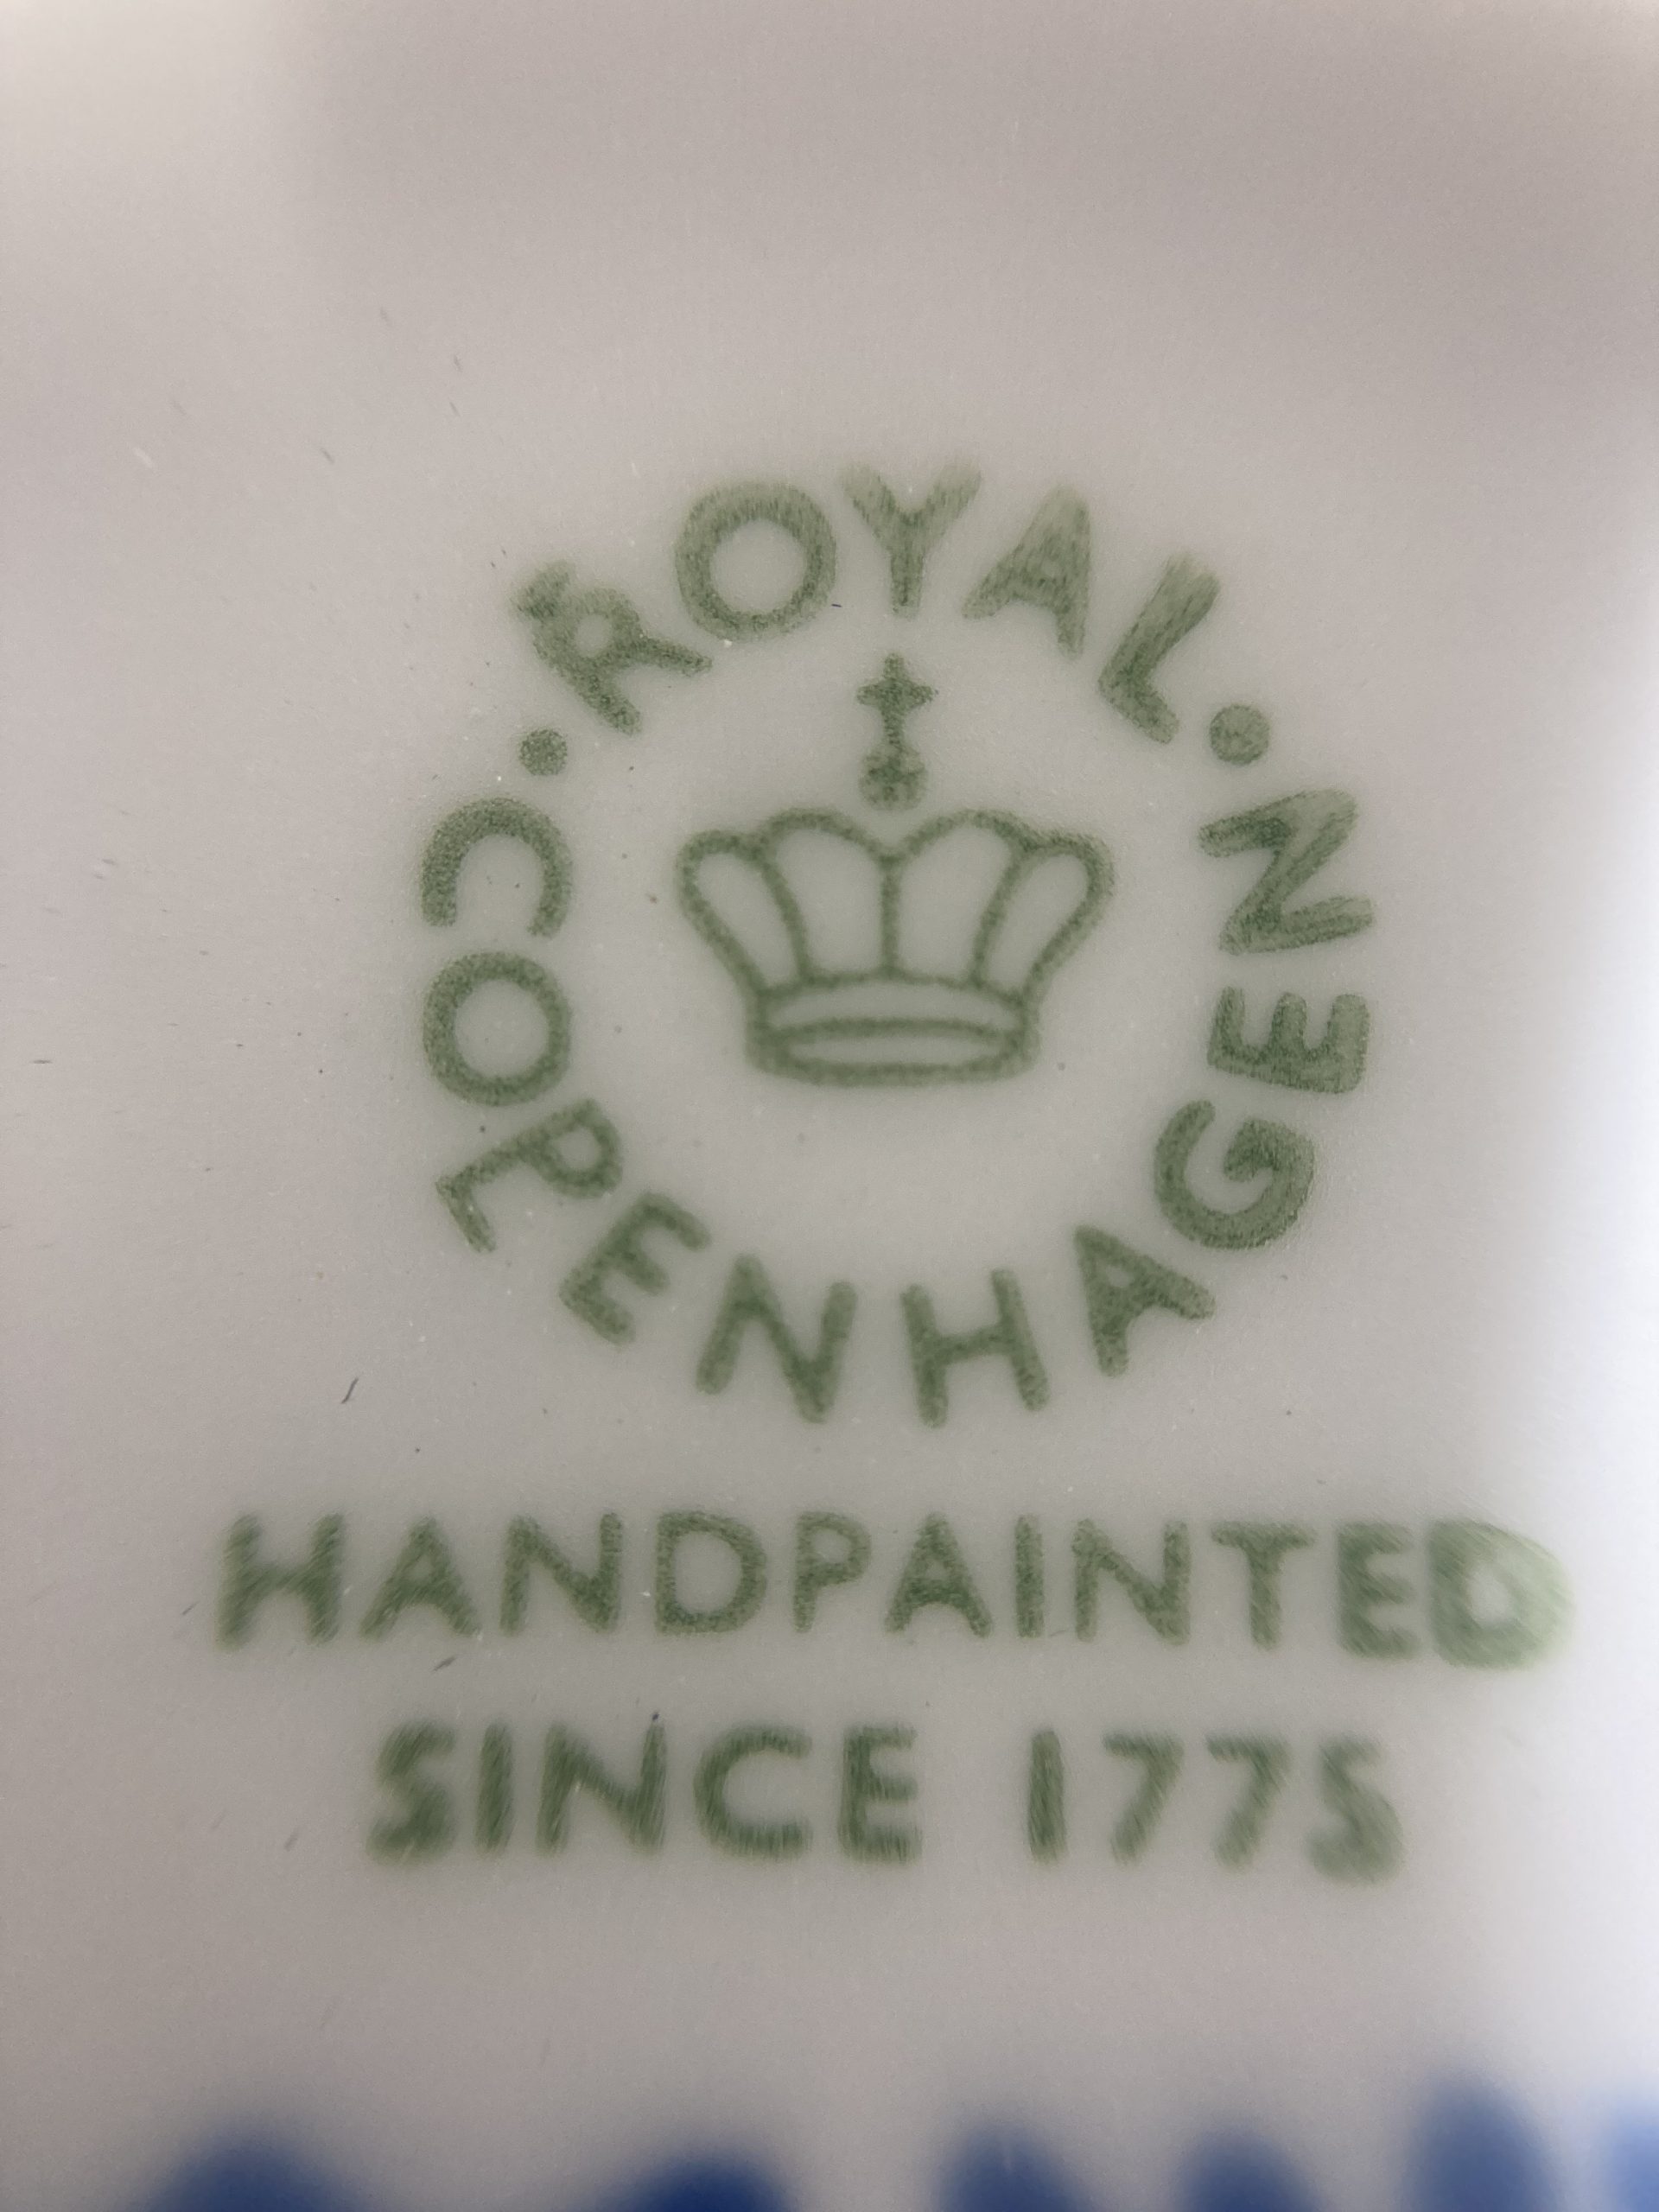 · ROYAL ·
COPENHAGEN
HANDPAINTED
SINCE 1775